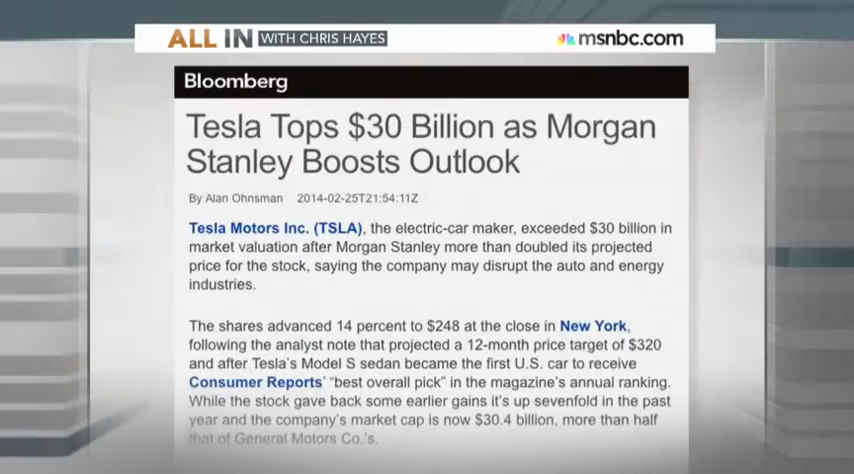 ALL IN WITH CHRIS HAYES
msnbc.com
Bloomberg
Tesla Tops $30 Billion as Morgan
Stanley Boosts Outlook
By Alan Ohnsman 2014-02-25T21:54:11Z
Tesla Motors Inc. (TSLA), the electric-car maker, exceeded $30 billion in
market valuation after Morgan Stanley more than doubled its projected
price for the stock, saying the company may disrupt the auto and energy
industries.
The shares advanced 14 percent to $248 at the close in New York,
following the analyst note that projected a 12-month price target of $320
and after Tesla's Model S sedan became the first U.S. car to receive
Consumer Reports' "best overall pick" in the magazine's annual ranking.
While the stock gave back some earlier gains it's up sevenfold in the past
year and the company's market cap is now $30.4 billion, more than half
that of General Motors Co.'s.